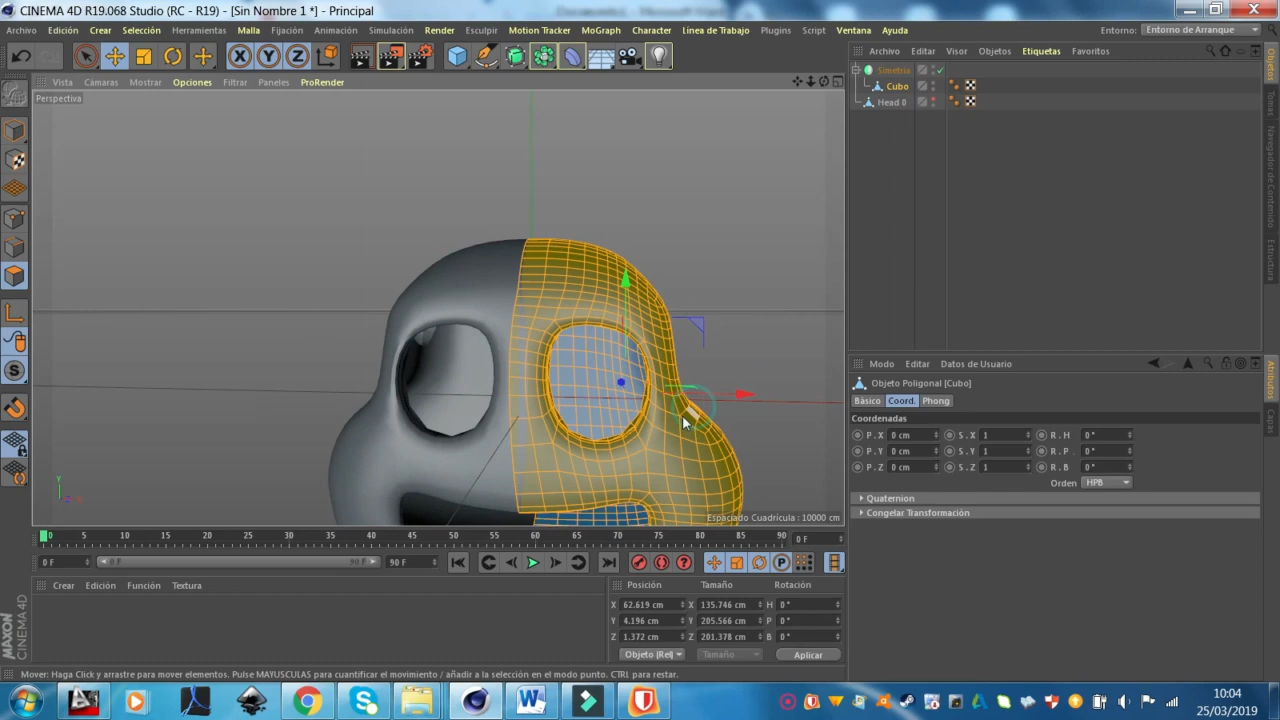 CINEMA 4D R19.068 Studio (RC - R19) - [Sin Nombre 1 *] - Principal
Archivo Edición Crear Selección Herramientas Malla Fijación Animación Simulación Render Esculpir Motion Tracker MoGraph Character Línea de Trabajo Plugins Script Ventana Ayuda Entorno: Entorno de Arranque
Vista Cámaras Mostrar Opciones Filtrar Paneles ProRender
Perspectiva
Espaciado Cuadrícula : 10000 cm
0 5 10 15 20 25 30 35 40 45 50 55 60 65 70 75 80 85 90 0 F
0 F 0 F 90 F 90 F
Crear Edición Función Textura
Posición Tamaño Rotación
X 62.619 cm X 135.746 cm H 0°
Y 4.196 cm Y 205.566 cm P 0°
Z 1.372 cm Z 201.378 cm B 0°
Objeto (Rel) Tamaño Aplicar
Archivo Editar Visor Objetos Etiquetas Favoritos
Simetría
Cubo
Head 0
Modo Editar Datos de Usuario
Objeto Poligonal [Cubo]
Básico Coord. Phong
Coordenadas
P . X 0 cm S . X 1 R . H 0°
P . Y 0 cm S . Y 1 R . P 0°
P . Z 0 cm S . Z 1 R . B 0°
Orden HPB
Quaternion
Congelar Transformación
Objetos
Tomas
Navegador de Contenido
Estructura
Atributos
Capas
MAXON
CINEMA 4D
Mover: Haga Click y arrastre para mover elementos. Pulse MAYUSCULAS para cuantificar el movimiento / añadir a la selección en el modo punto. CTRL para restar.
10:04
25/03/2019